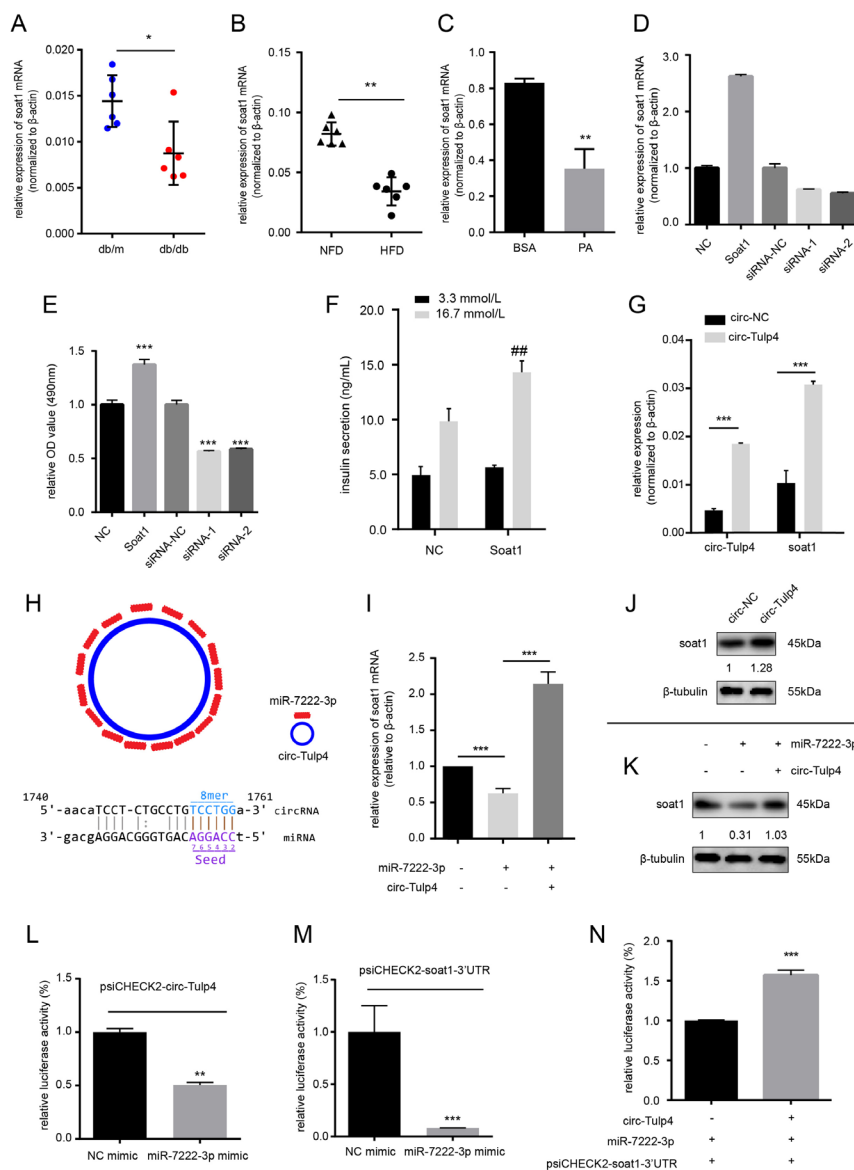 A
relative expression of soat1 mRNA
(normalized to β-actin)
0.020
0.015
0.010
0.005
0.000
*
db/m
db/db
B
relative expression of soat1 mRNA
(normalized to β-actin)
0.15
0.10
0.05
0.00
**
NFD
HFD
C
relative expression of soat1 mRNA
(normalized to β-actin)
1.0
0.8
0.6
0.4
0.2
0.0
**
BSA
PA
D
relative expression of soat1 mRNA
(normalized to β-actin)
3.0
2.0
1.0
0.0
NC
Soat1
siRNA-NC
siRNA-1
siRNA-2
E
relative OD value (490nm)
1.5
1.0
0.5
0.0
***
***
***
NC
Soat1
siRNA-NC
siRNA-1
siRNA-2
F
3.3 mmol/L
16.7 mmol/L
insulin secretion (ng/mL)
20.0
15.0
10.0
5.0
0.0
##
NC
Soat1
G
circ-NC
circ-Tulp4
relative expression
(normalized to β-actin)
0.04
0.03
0.02
0.01
0.00
***
***
circ-Tulp4
soat1
H
miR-7222-3p
circ-Tulp4
1740 8mer 1761
5'-aacaTCCT-CTGCCTGTCCTGGa-3' circRNA
3'-gacgAGGACGGGTGACAGGACCt-5' miRNA
7 6 5 4 3 2
Seed
I
relative expression of soat1 mRNA
(relative to β-actin)
2.5
2.0
1.5
1.0
0.5
0.0
***
***
miR-7222-3p - + +
circ-Tulp4 - - +
J
circ-NC
circ-Tulp4
soat1 45kDa
1 1.28
β-tubulin 55kDa
- + + miR-7222-3p
K - - + circ-Tulp4
soat1 45kDa
1 0.31 1.03
β-tubulin 55kDa
L
psiCHECK2-circ-Tulp4
relative luciferase activity (%)
1.5
1.0
0.5
0.0
**
NC mimic
miR-7222-3p mimic
M
psiCHECK2-soat1-3'UTR
relative luciferase activity (%)
1.5
1.0
0.5
0.0
***
NC mimic
miR-7222-3p mimic
N
relative luciferase activity (%)
2.0
1.5
1.0
0.5
0.0
***
circ-Tulp4 - +
miR-7222-3p + +
psiCHECK2-soat1-3'UTR + +